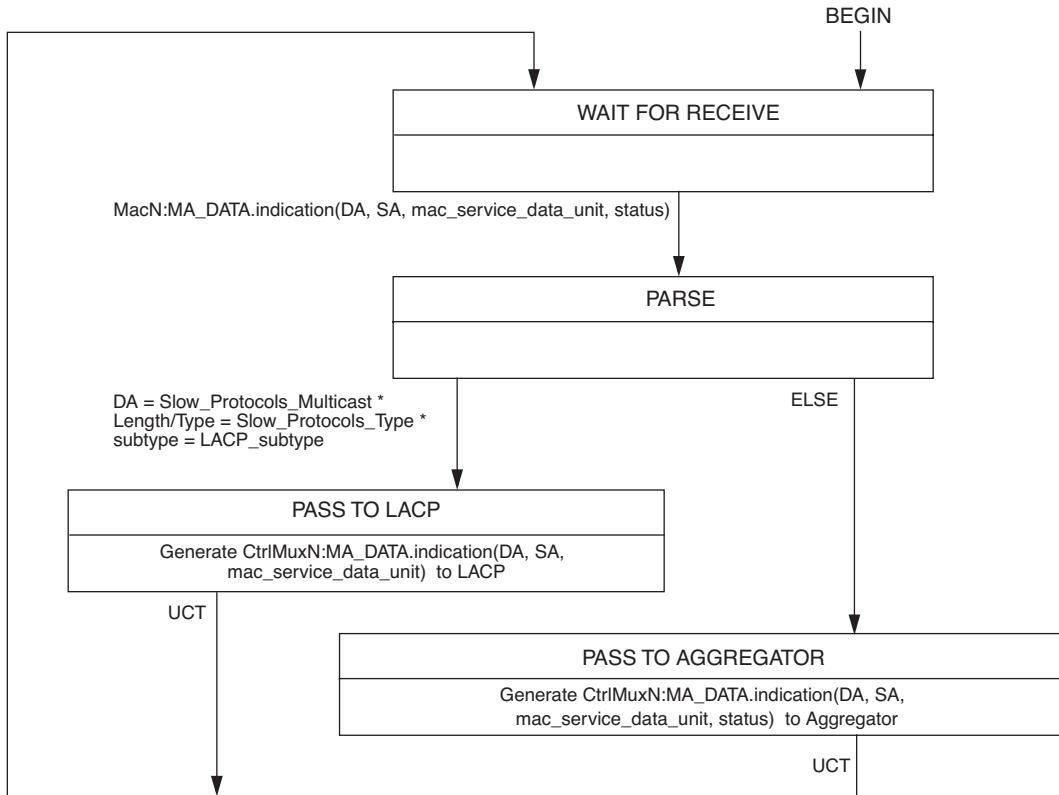 BEGIN
WAIT FOR RECEIVE
MacN:MA_DATA.indication(DA, SA, mac_service_data_unit, status)
PARSE
DA = Slow_Protocols_Multicast *
Length/Type = Slow_Protocols_Type *
subtype = LACP_subtype
ELSE
PASS TO LACP
Generate CtrlMuxN:MA_DATA.indication(DA, SA,
mac_service_data_unit) to LACP
UCT
PASS TO AGGREGATOR
Generate CtrlMuxN:MA_DATA.indication(DA, SA,
mac_service_data_unit, status) to Aggregator
UCT